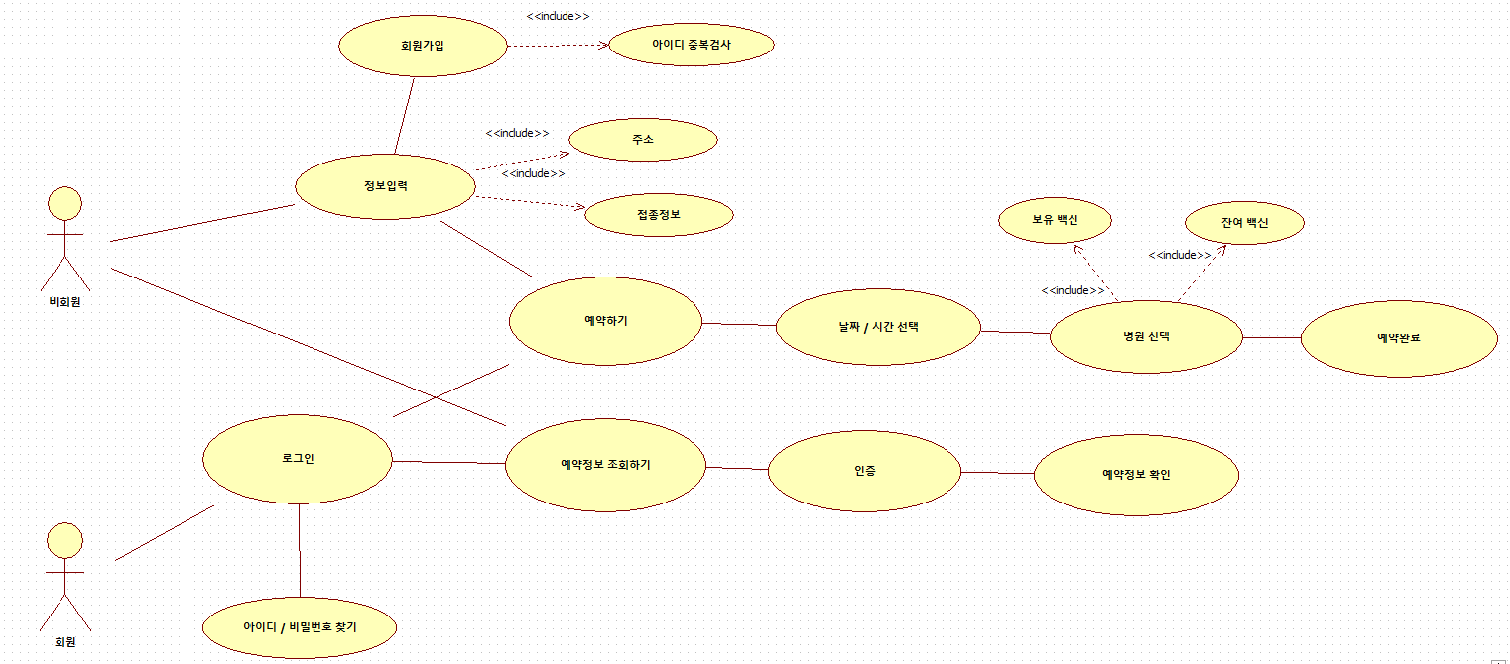 <<include>>
회원가입
아이디 중복검사
<<include>>
주소
<<include>>
정보입력
접종정보
비회원
보유 백신
잔여 백신
<<include>>
<<include>>
예약하기
날짜 / 시간 선택
병원 선택
예약완료
로그인
예약정보 조회하기
인증
예약정보 확인
회원
아이디 / 비밀번호 찾기